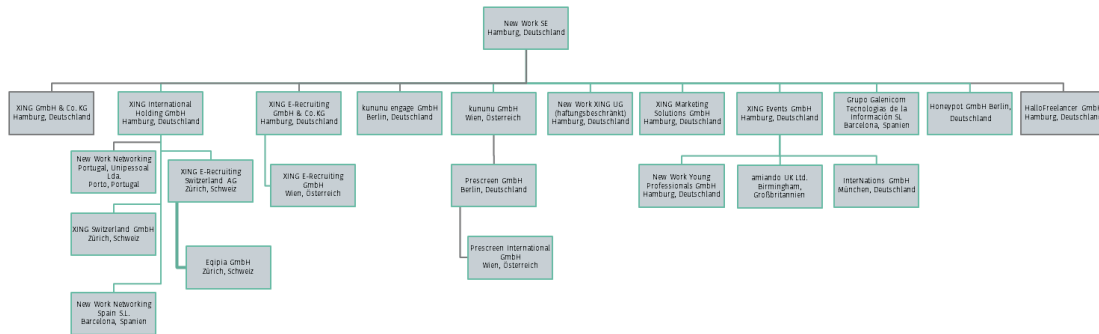 New Work SE
Hamburg, Deutschland
XING GmbH & Co. KG
Hamburg, Deutschland
XING International
Holding GmbH
Hamburg, Deutschland
XING E-Recruiting
GmbH & Co. KG
Hamburg, Deutschland
kununu engage GmbH
Berlin, Deutschland
kununu GmbH
Wien, Österreich
New Work XING UG
(haftungsbeschränkt)
Hamburg, Deutschland
XING Marketing
Solutions GmbH
Hamburg, Deutschland
XING Events GmbH
Hamburg, Deutschland
Grupo Galenicom
Tecnologías de la
Información SL
Barcelona, Spanien
Honeypot GmbH Berlin,
Deutschland
HalloFreelancer GmbH
Hamburg, Deutschland
New Work Networking
Portugal, Unipessoal
Lda.
Porto, Portugal
XING E-Recruiting
Switzerland AG
Zürich, Schweiz
XING E-Recruiting
GmbH
Wien, Österreich
Prescreen GmbH
Berlin, Deutschland
New Work Young
Professionals GmbH
Hamburg, Deutschland
amiando UK Ltd.
Birmingham,
Großbritannien
InterNations GmbH
München, Deutschland
XING Switzerland GmbH
Zürich, Schweiz
Eqipia GmbH
Zürich, Schweiz
Prescreen International
GmbH
Wien, Österreich
New Work Networking
Spain S.L.
Barcelona, Spanien